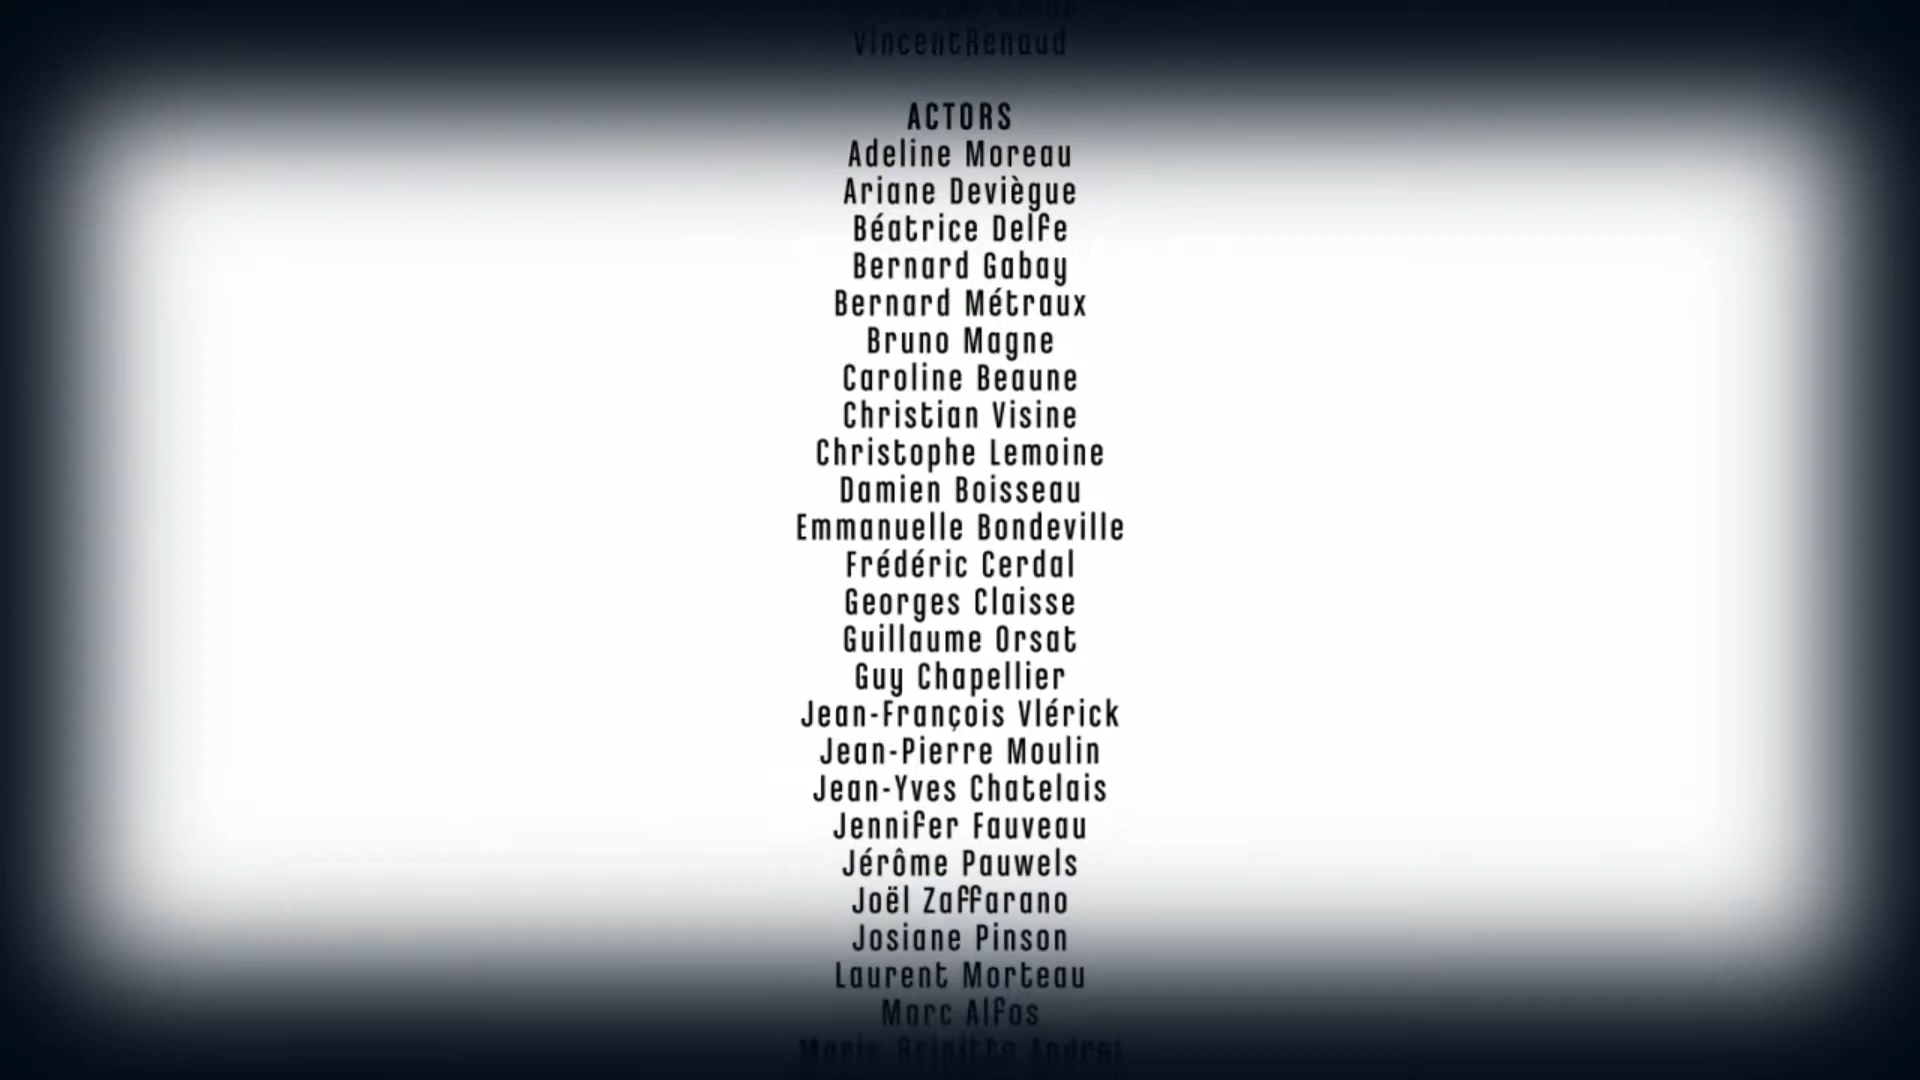 VincentRenaud
ACTORS
Adeline Moreau
Ariane Deviègue
Béatrice Delfe
Bernard Gabay
Bernard Métraux
Bruno Magne
Caroline Beaune
Christian Visine
Christophe Lemoine
Damien Boisseau
Emmanuelle Bondeville
Frédéric Cerdal
Georges Claisse
Guillaume Orsat
Guy Chapellier
Jean-François Vlérick
Jean-Pierre Moulin
Jean-Yves Chatelais
Jennifer Fauveau
Jérôme Pauwels
Joël Zaffarano
Josiane Pinson
Laurent Morteau
Marc Alfos